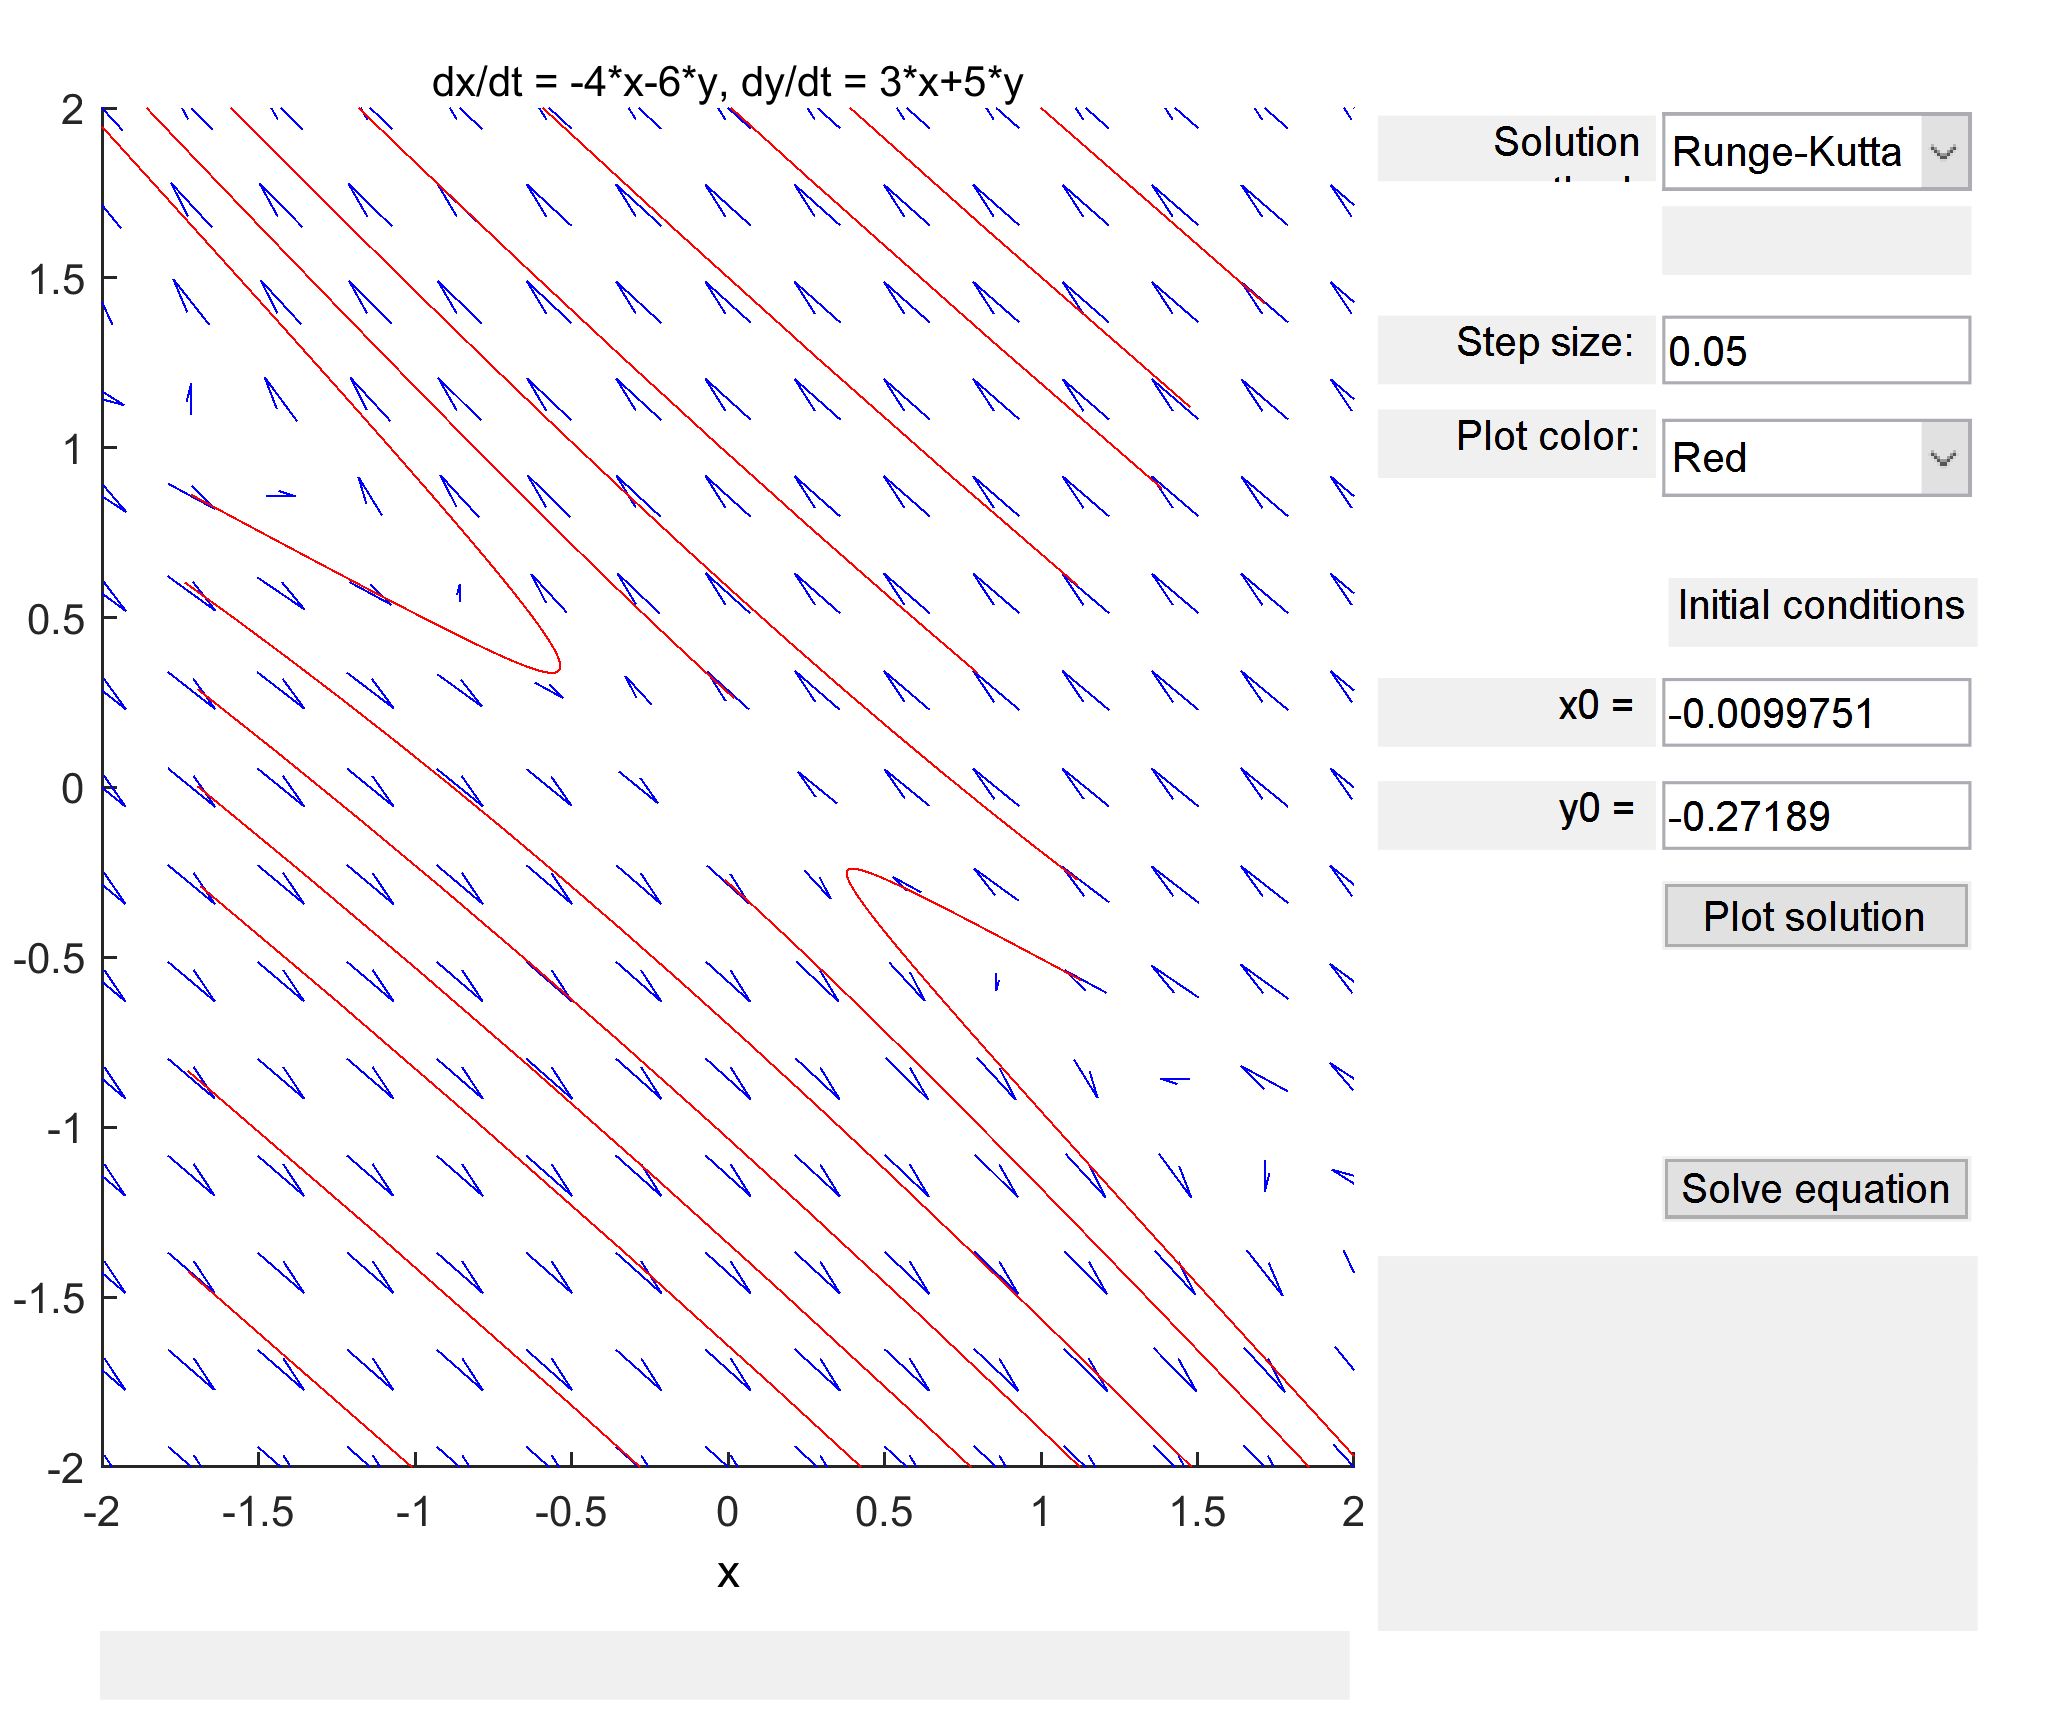 dx/dt = -4*x-6*y, dy/dt = 3*x+5*y
2
1.5
1
0.5
0
-0.5
-1
-1.5
-2
-2 -1.5 -1 -0.5 0 0.5 1 1.5 2
x
Solution
Runge-Kutta
Step size:
0.05
Plot color:
Red
Initial conditions
x0 =
-0.0099751
y0 =
-0.27189
Plot solution
Solve equation